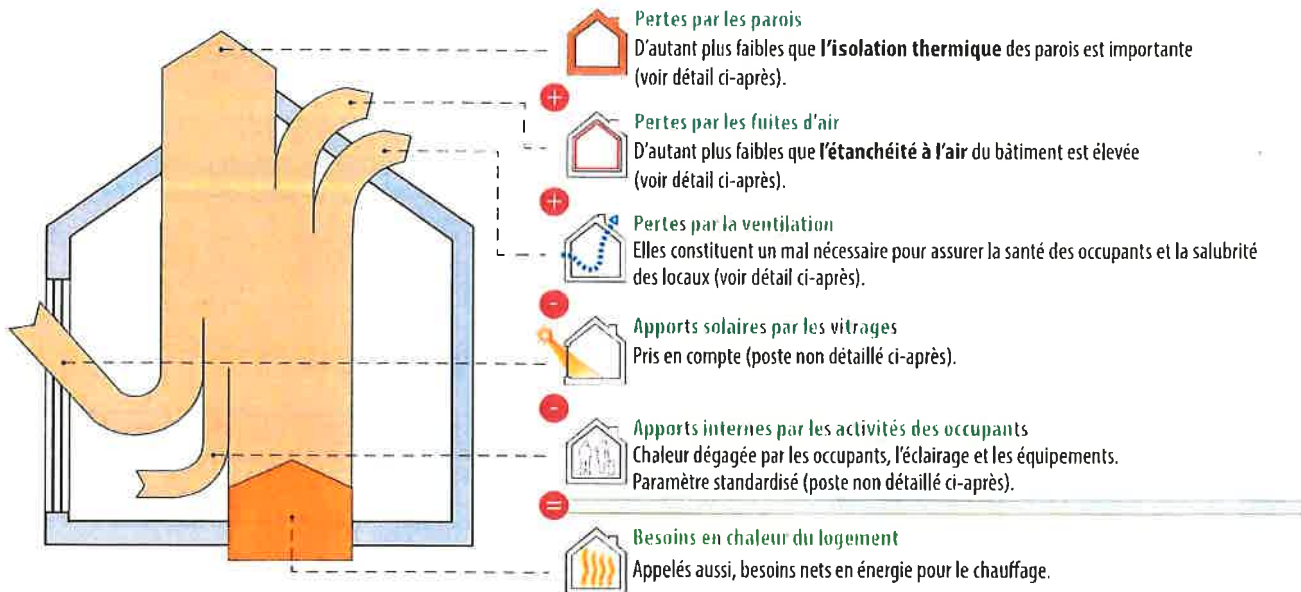 Pertes par les parois
D'autant plus faibles que l'isolation thermique des parois est importante
(voir détail ci-après).
+
Pertes par les fuites d'air
D'autant plus faibles que l'étanchéité à l'air du bâtiment est élevée
(voir détail ci-après).
+
Pertes par la ventilation
Elles constituent un mal nécessaire pour assurer la santé des occupants et la salubrité
des locaux (voir détail ci-après).
-
Apports solaires par les vitrages
Pris en compte (poste non détaillé ci-après).
-
Apports internes par les activités des occupants
Chaleur dégagée par les occupants, l'éclairage et les équipements.
Paramètre standardisé (poste non détaillé ci-après).
=
Besoins en chaleur du logement
Appelés aussi, besoins nets en énergie pour le chauffage.